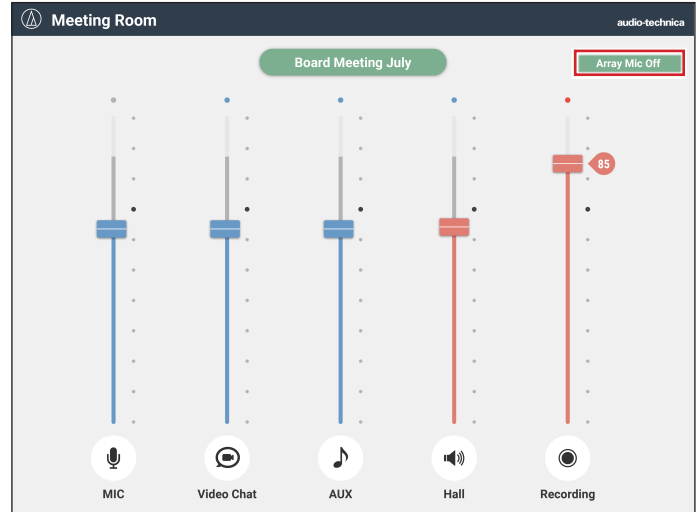 Meeting Room
audio-technica
Board Meeting July
Array Mic Off
85
MIC
Video Chat
AUX
Hall
Recording